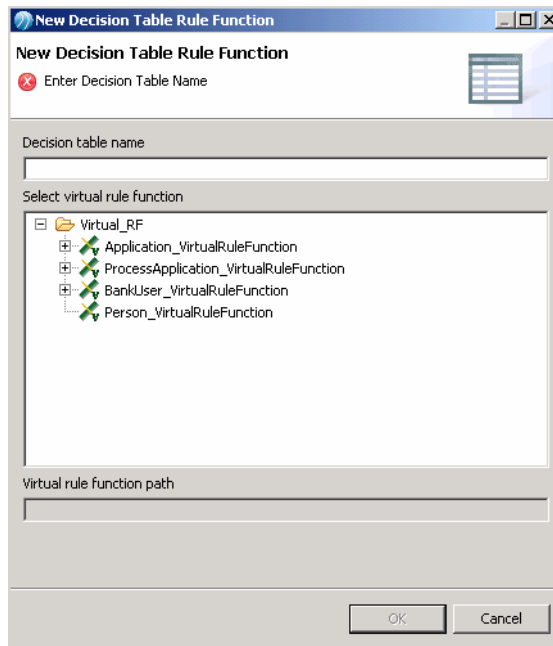 New Decision Table Rule Function
New Decision Table Rule Function
Enter Decision Table Name
Decision table name
Select virtual rule function
Virtual_RF
Application_VirtualRuleFunction
ProcessApplication_VirtualRuleFunction
BankUser_VirtualRuleFunction
Person_VirtualRuleFunction
Virtual rule function path
OK Cancel